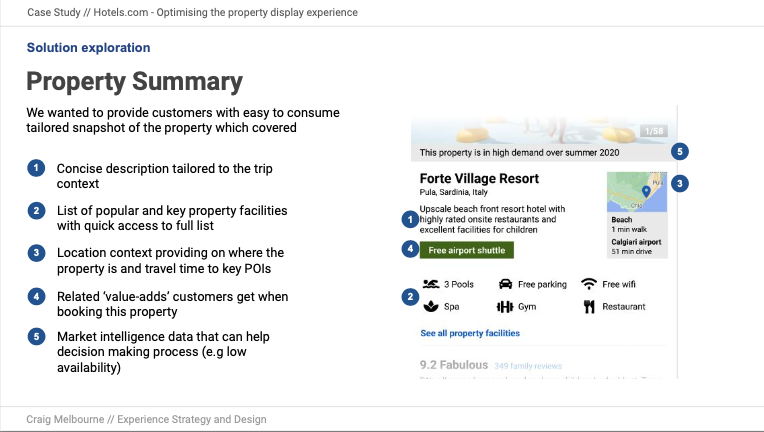 Case Study // Hotels.com - Optimising the property display experience
Solution exploration
Property Summary
We wanted to provide customers with easy to consume
tailored snapshot of the property which covered
1 Concise description tailored to the trip
context
2 List of popular and key property facilities
with quick access to full list
3 Location context providing on where the
property is and travel time to key POIs
4 Related ‘value-adds’ customers get when
booking this property
5 Market intelligence data that can help
decision making process (e.g low
availability)
1/58
This property is in high demand over summer 2020
5
Forte Village Resort
Pula, Sardinia, Italy
3
Pula
1
Upscale beach front resort hotel with
highly rated onsite restaurants and
excellent facilities for children
Beach
1 min walk
Calgiari airport
51 min drive
4
Free airport shuttle
2
3 Pools
Free parking
Free wifi
Spa
Gym
Restaurant
See all property facilities
9.2 Fabulous 349 family reviews
Craig Melbourne // Experience Strategy and Design